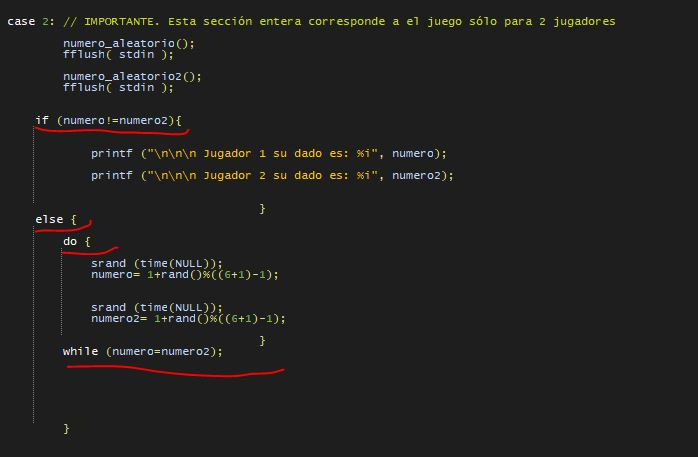 case 2: // IMPORTANTE. Esta sección entera corresponde a el juego sólo para 2 jugadores
numero_aleatorio();
fflush( stdin );
numero_aleatorio2();
fflush( stdin );
if (numero!=numero2){
printf ("\n\n\n Jugador 1 su dado es: %i", numero);
printf ("\n\n\n Jugador 2 su dado es: %i", numero2);
}
else {
do {
srand (time(NULL));
numero= 1+rand()%((6+1)-1);
srand (time(NULL));
numero2= 1+rand()%((6+1)-1);
}
while (numero=numero2);
}